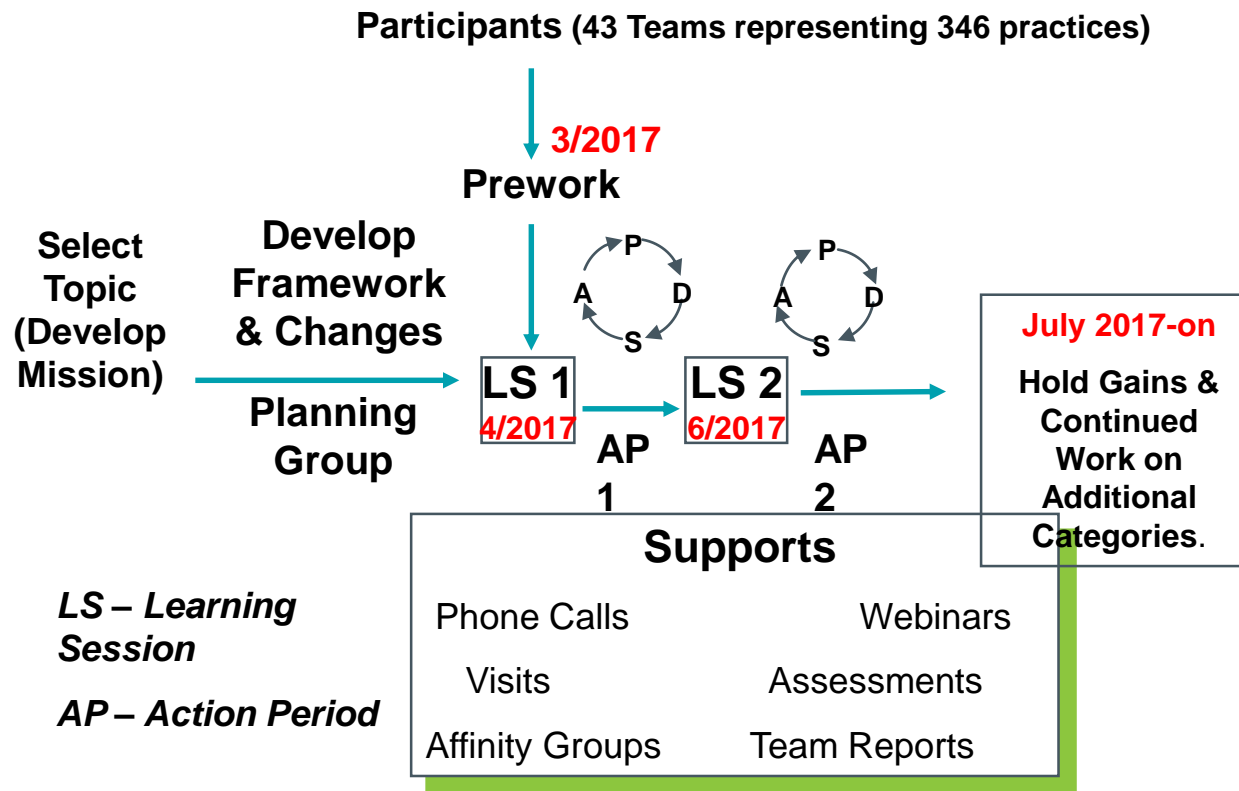 Participants (43 Teams representing 346 practices)
3/2017
Prework
Select
Topic
(Develop
Mission)
Develop
Framework
& Changes
Planning
Group
P
A
D
S
P
A
D
S
LS 1
4/2017
AP
1
LS 2
6/2017
AP
2
July 2017-on
Hold Gains &
Continued
Work on
Additional
Categories.
Supports
Phone Calls
Webinars
Visits
Assessments
Affinity Groups
Team Reports
LS – Learning
Session
AP – Action Period